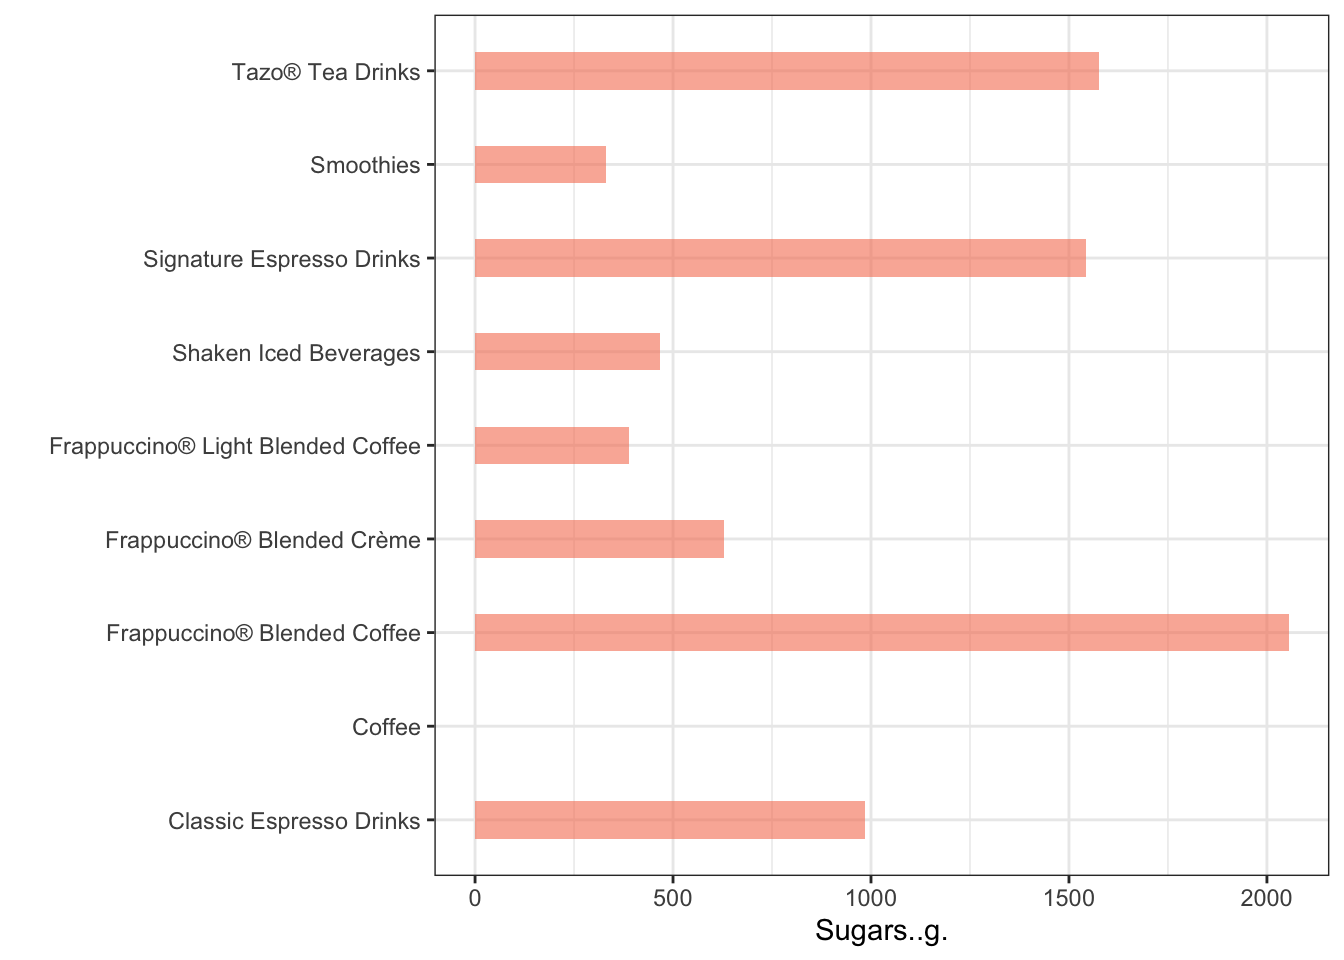 Tazo® Tea Drinks
Smoothies
Signature Espresso Drinks
Shaken Iced Beverages
Frappuccino® Light Blended Coffee
Frappuccino® Blended Crème
Frappuccino® Blended Coffee
Coffee
Classic Espresso Drinks
0 500 1000 1500 2000
Sugars..g.